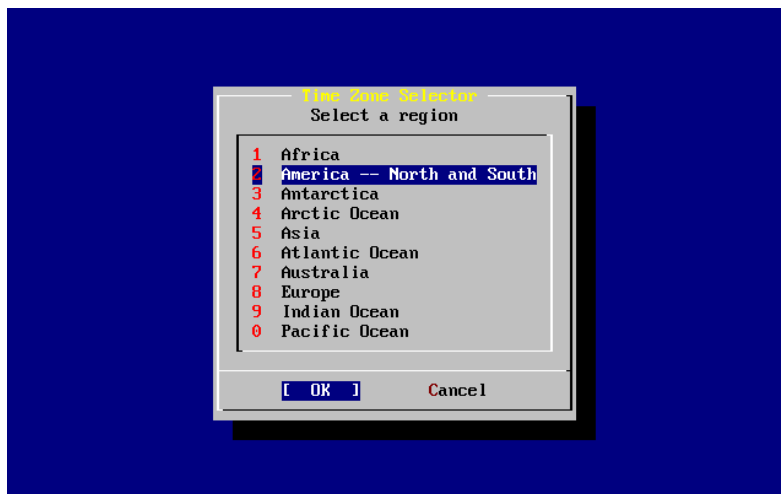 Time Zone Selector
Select a region
1 Africa
2 America -- North and South
3 Antarctica
4 Arctic Ocean
5 Asia
6 Atlantic Ocean
7 Australia
8 Europe
9 Indian Ocean
0 Pacific Ocean
[ OK ] Cancel